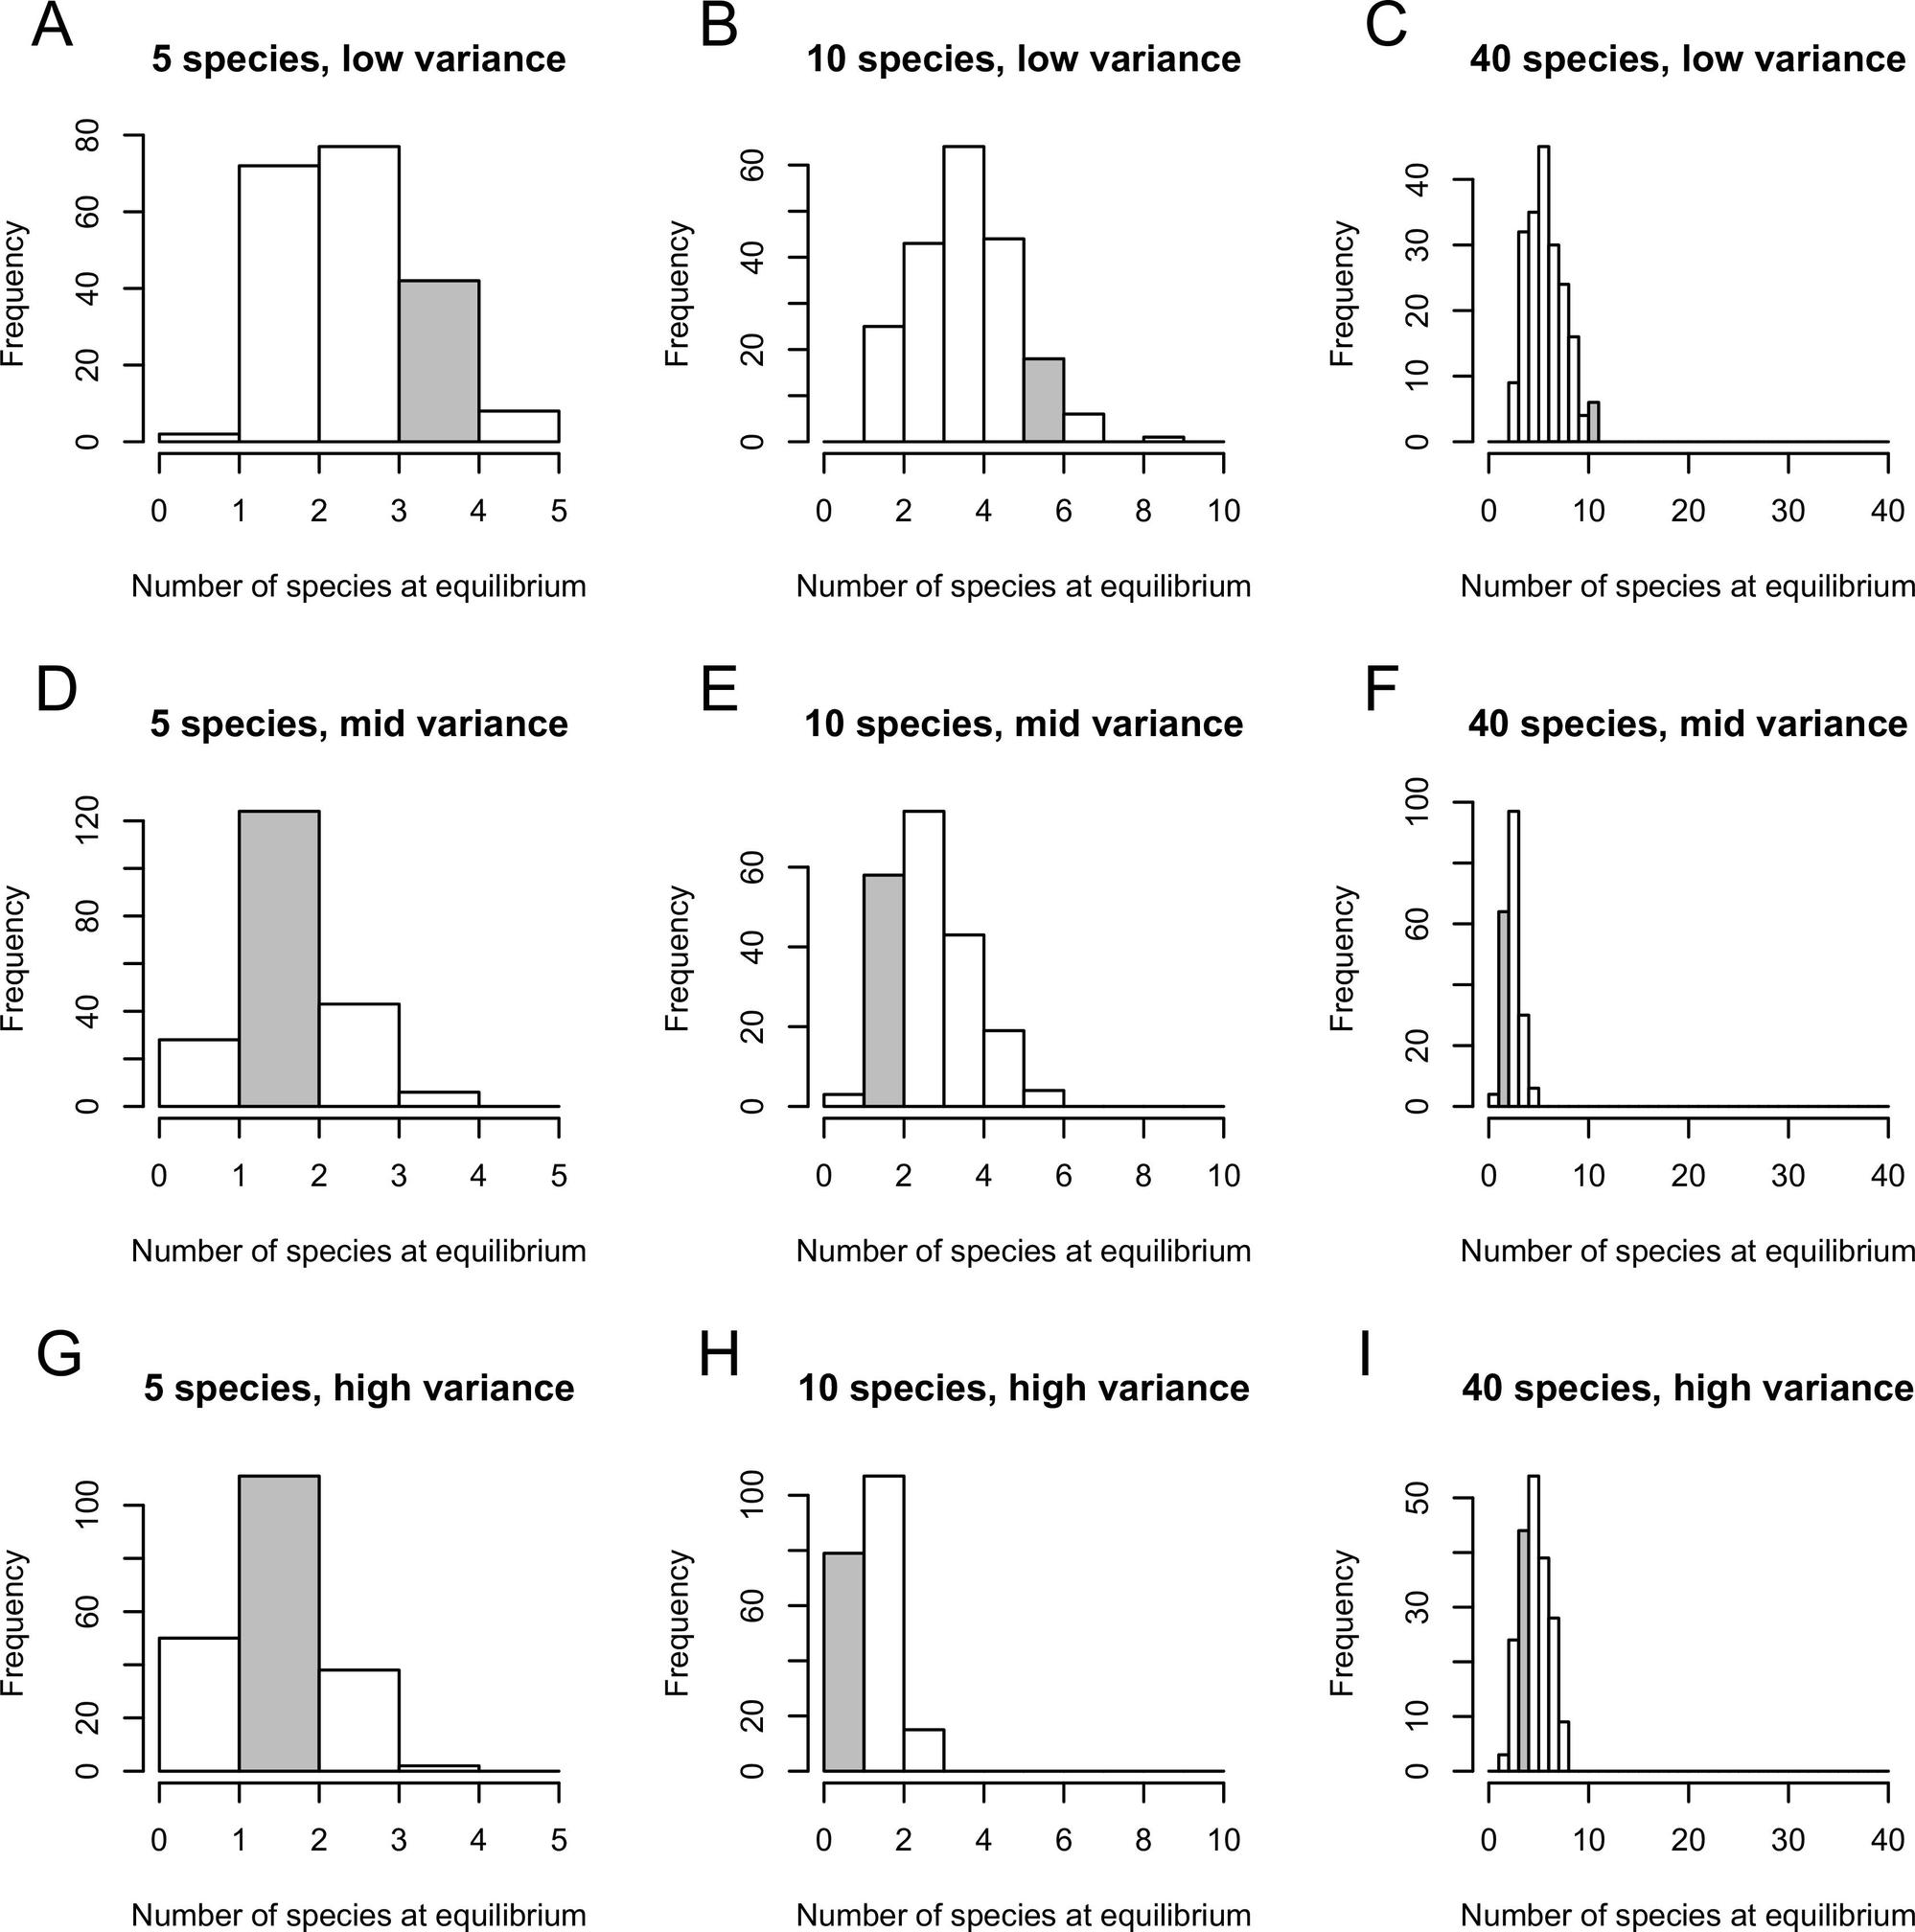 A
5 species, low variance
Frequency
0 20 40 60 80
0 1 2 3 4 5
Number of species at equilibrium
B
10 species, low variance
Frequency
0 20 40 60
0 2 4 6 8 10
Number of species at equilibrium
C
40 species, low variance
Frequency
0 10 20 30 40
0 10 20 30 40
Number of species at equilibrium
D
5 species, mid variance
Frequency
0 40 80 120
0 1 2 3 4 5
Number of species at equilibrium
E
10 species, mid variance
Frequency
0 20 40 60
0 2 4 6 8 10
Number of species at equilibrium
F
40 species, mid variance
Frequency
0 20 60 100
0 10 20 30 40
Number of species at equilibrium
G
5 species, high variance
Frequency
0 20 60 100
0 1 2 3 4 5
Number of species at equilibrium
H
10 species, high variance
Frequency
0 20 60 100
0 2 4 6 8 10
Number of species at equilibrium
I
40 species, high variance
Frequency
0 10 30 50
0 10 20 30 40
Number of species at equilibrium